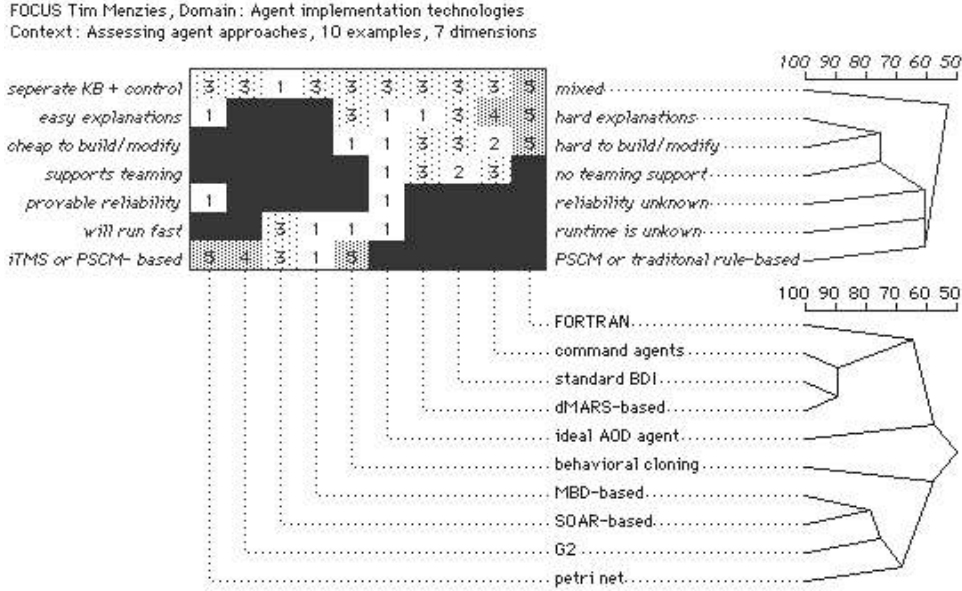 FOCUS Tim Menzies, Domain: Agent implementation technologies
Context: Assessing agent approaches, 10 examples, 7 dimensions
100 90 80 70 60 50
seperate KB + control 3 3 1 3 3 3 3 3 3 5 mixed
easy explanations 1 3 1 1 3 4 5 hard explanations
cheap to build/modify 1 1 3 3 2 5 hard to build/modify
supports teaming 1 3 2 3 no teaming support
provable reliability 1 1 reliability unknown
will run fast 3 1 1 1 runtime is unkown
iTMS or PSCM- based 5 4 3 1 5 PSCM or traditonal rule-based
100 90 80 70 60 50
FORTRAN
command agents
standard BDI
dMARS-based
ideal AOD agent
behavioral cloning
MBD-based
SOAR-based
G2
petri net